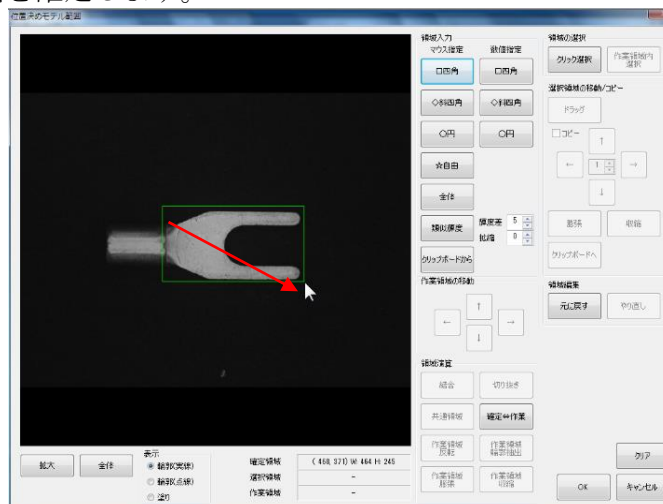 位置決めモデル範囲
領域入力
マウス指定
数値指定
□四角
□四角
◇斜四角
◇斜四角
○円
○円
☆自由
全体
類似輝度
輝度差 5
拡縮 0
クリップボードから
作業領域の移動
↑
←
→
↓
領域演算
結合
切り抜き
共通領域
確定⇔作業
作業領域
反転
作業領域
輪郭抽出
作業領域
膨張
作業領域
収縮
領域の選択
クリック選択
作業領域内
選択
選択領域の移動/コピー
ドラッグ
□コピー
↑
←
1
→
↓
膨張
収縮
クリップボードへ
領域編集
元に戻す
やり直し
クリア
OK
キャンセル
拡大
全体
表示
輪郭(実線)
輪郭(点線)
塗り
確定領域
( 468, 371) W 464 H 245
選択領域
-
作業領域
-